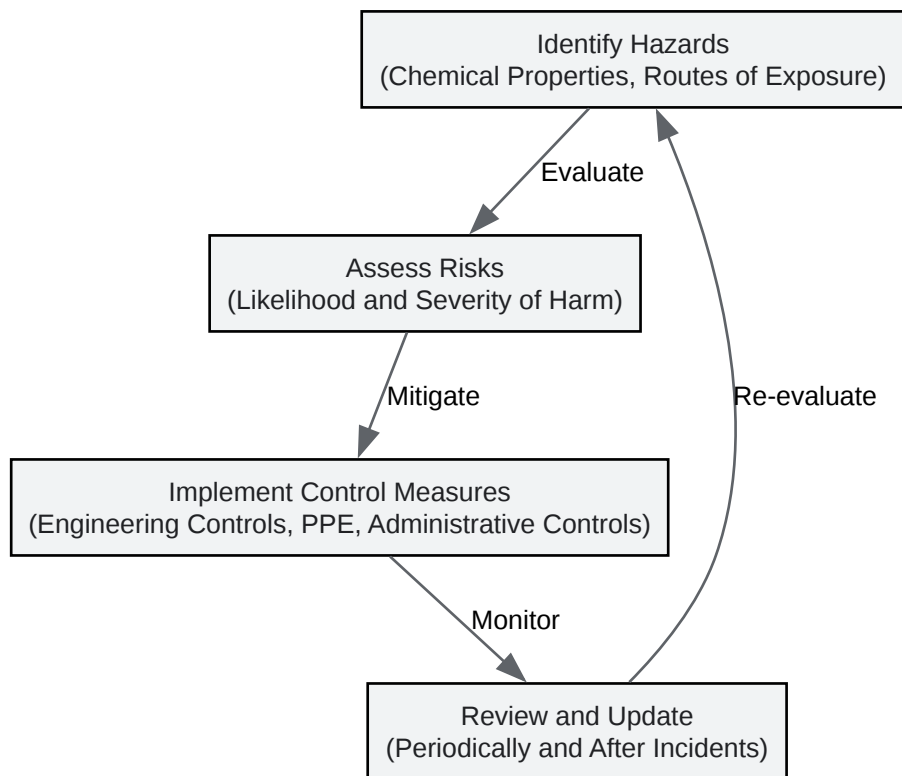 Identify Hazards
(Chemical Properties, Routes of Exposure)
Evaluate
Assess Risks
(Likelihood and Severity of Harm)
Mitigate
Re-evaluate
Implement Control Measures
(Engineering Controls, PPE, Administrative Controls)
Monitor
Review and Update
(Periodically and After Incidents)